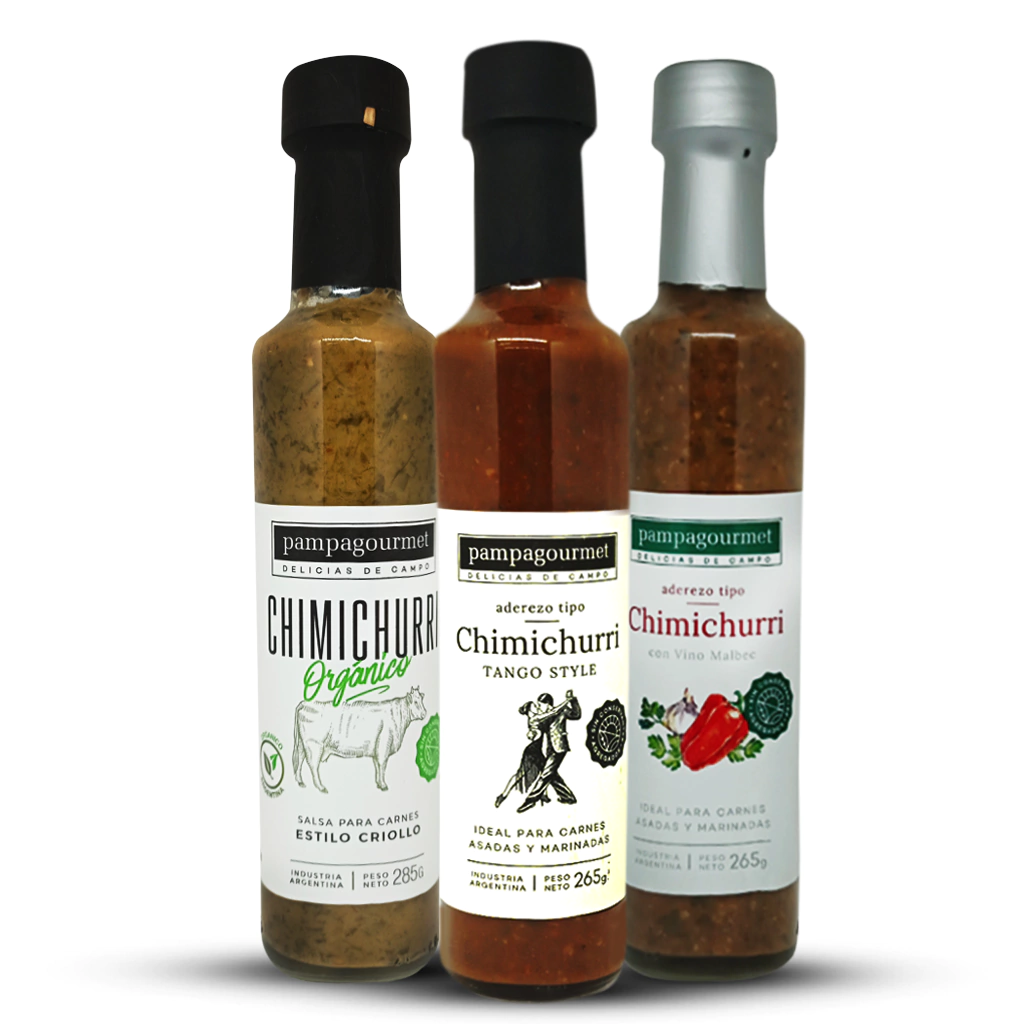 pampagourmet
DELICIAS DE CAMPO
CHIMICHURRI
Orgánico
SALSA PARA CARNES
ESTILO CRIOLLO
INDUSTRIA
ARGENTINA
PESO
NETO 285G
pampagourmet
DELICIAS DE CAMPO
aderezo tipo
Chimichurri
TANGO STYLE
IDEAL PARA CARNES
ASADAS Y MARINADAS
INDUSTRIA
ARGENTINA
PESO
NETO 265g.
pampagourmet
DELICIAS DE CAMPO
aderezo tipo
Chimichurri
con Vino Malbec
IDEAL PARA CARNES
ASADAS Y MARINADAS
INDUSTRIA
ARGENTINA
PESO
NETO 265g